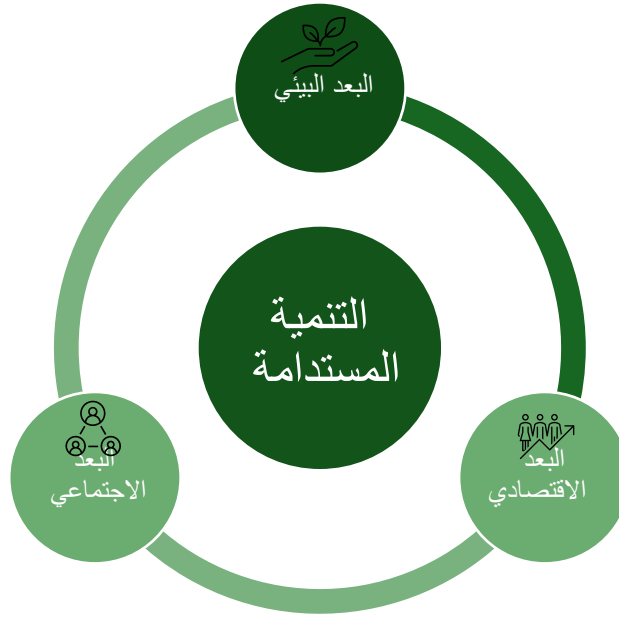 البعد البيئي
التنمية
المستدامة
البعد
الاقتصادي
البعد
الاجتماعي